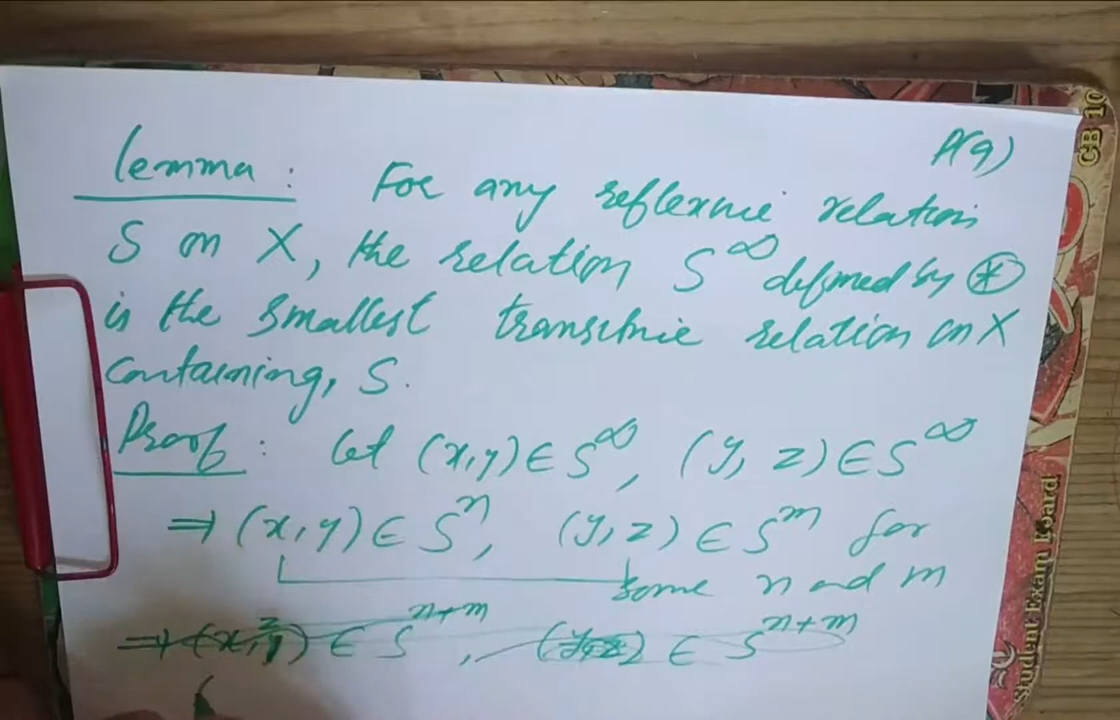 P(9)
Lemma : For any reflexive relation
S on X, the relation S^∞ defined by ⊛
is the smallest transitive relation on X
containing, S.
Proof : Let (x,y) ∈ S^∞, (y, z) ∈ S^∞
⇒ (x,y) ∈ S^n, (y,z) ∈ S^m for
some n and m
⇒ ∈ S^{n+m}, ∈ S^{n+m}
Student Exam Board
CB 10